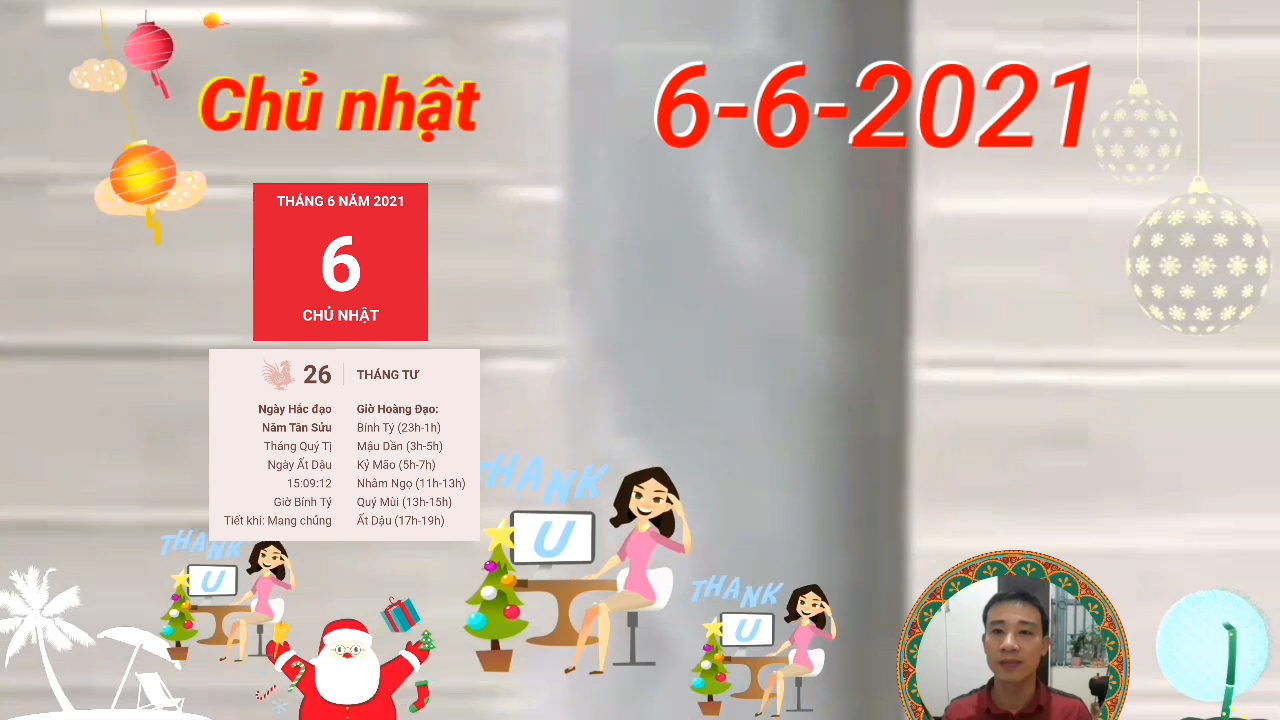 Chủ nhật
6-6-2021
THÁNG 6 NĂM 2021
6
CHỦ NHẬT
26
THÁNG TƯ
Ngày Hắc đạo
Năm Tân Sửu
Tháng Quý Tị
Ngày Ất Dậu
15:09:12
Giờ Bính Tý
Tiết khí: Mang chủng
Giờ Hoàng Đạo:
Bính Tý (23h-1h)
Mậu Dần (3h-5h)
Kỷ Mão (5h-7h)
Nhâm Ngọ (11h-13h)
Quý Mùi (13h-15h)
Ất Dậu (17h-19h)
THANK
U
THANK
U
THANK
U